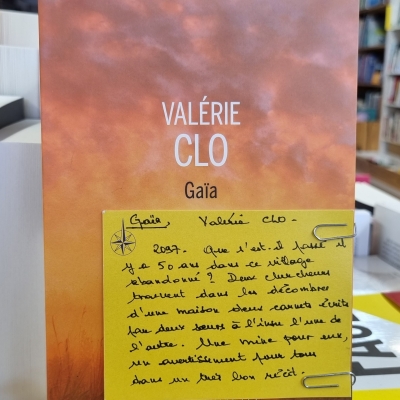 VALÉRIE
CLO
Gaïa
Gaïa, Valérie CLO -
2097. Que s'est-il passé il
y a 50 ans dans ce village
abandonné ? Deux chercheurs
trouvent dans les décombres
d'une maison deux carnets écrits
par deux sœurs à l'insu l'une de
l'autre. Une mine pour eux,
un avertissement pour tous
dans un très bon récit.